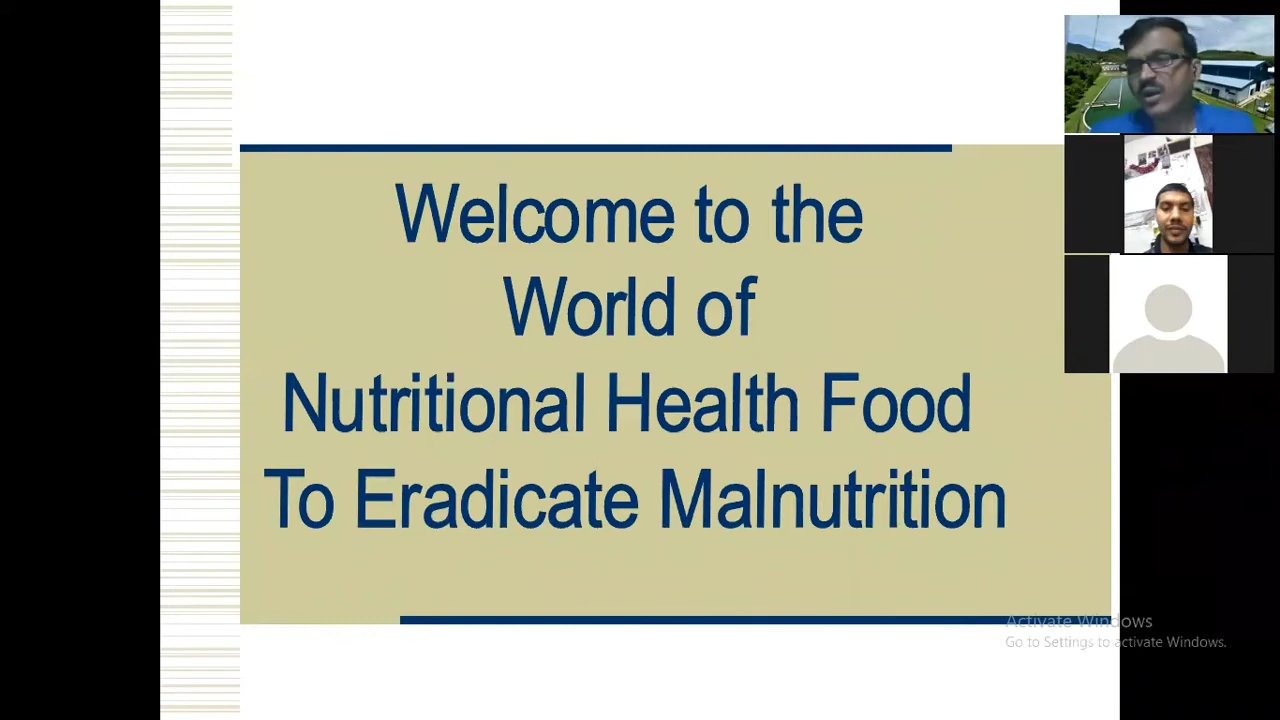 Welcome to the
World of
Nutritional Health Food
To Eradicate Malnutrition
Activate Windows
Go to Settings to activate Windows.